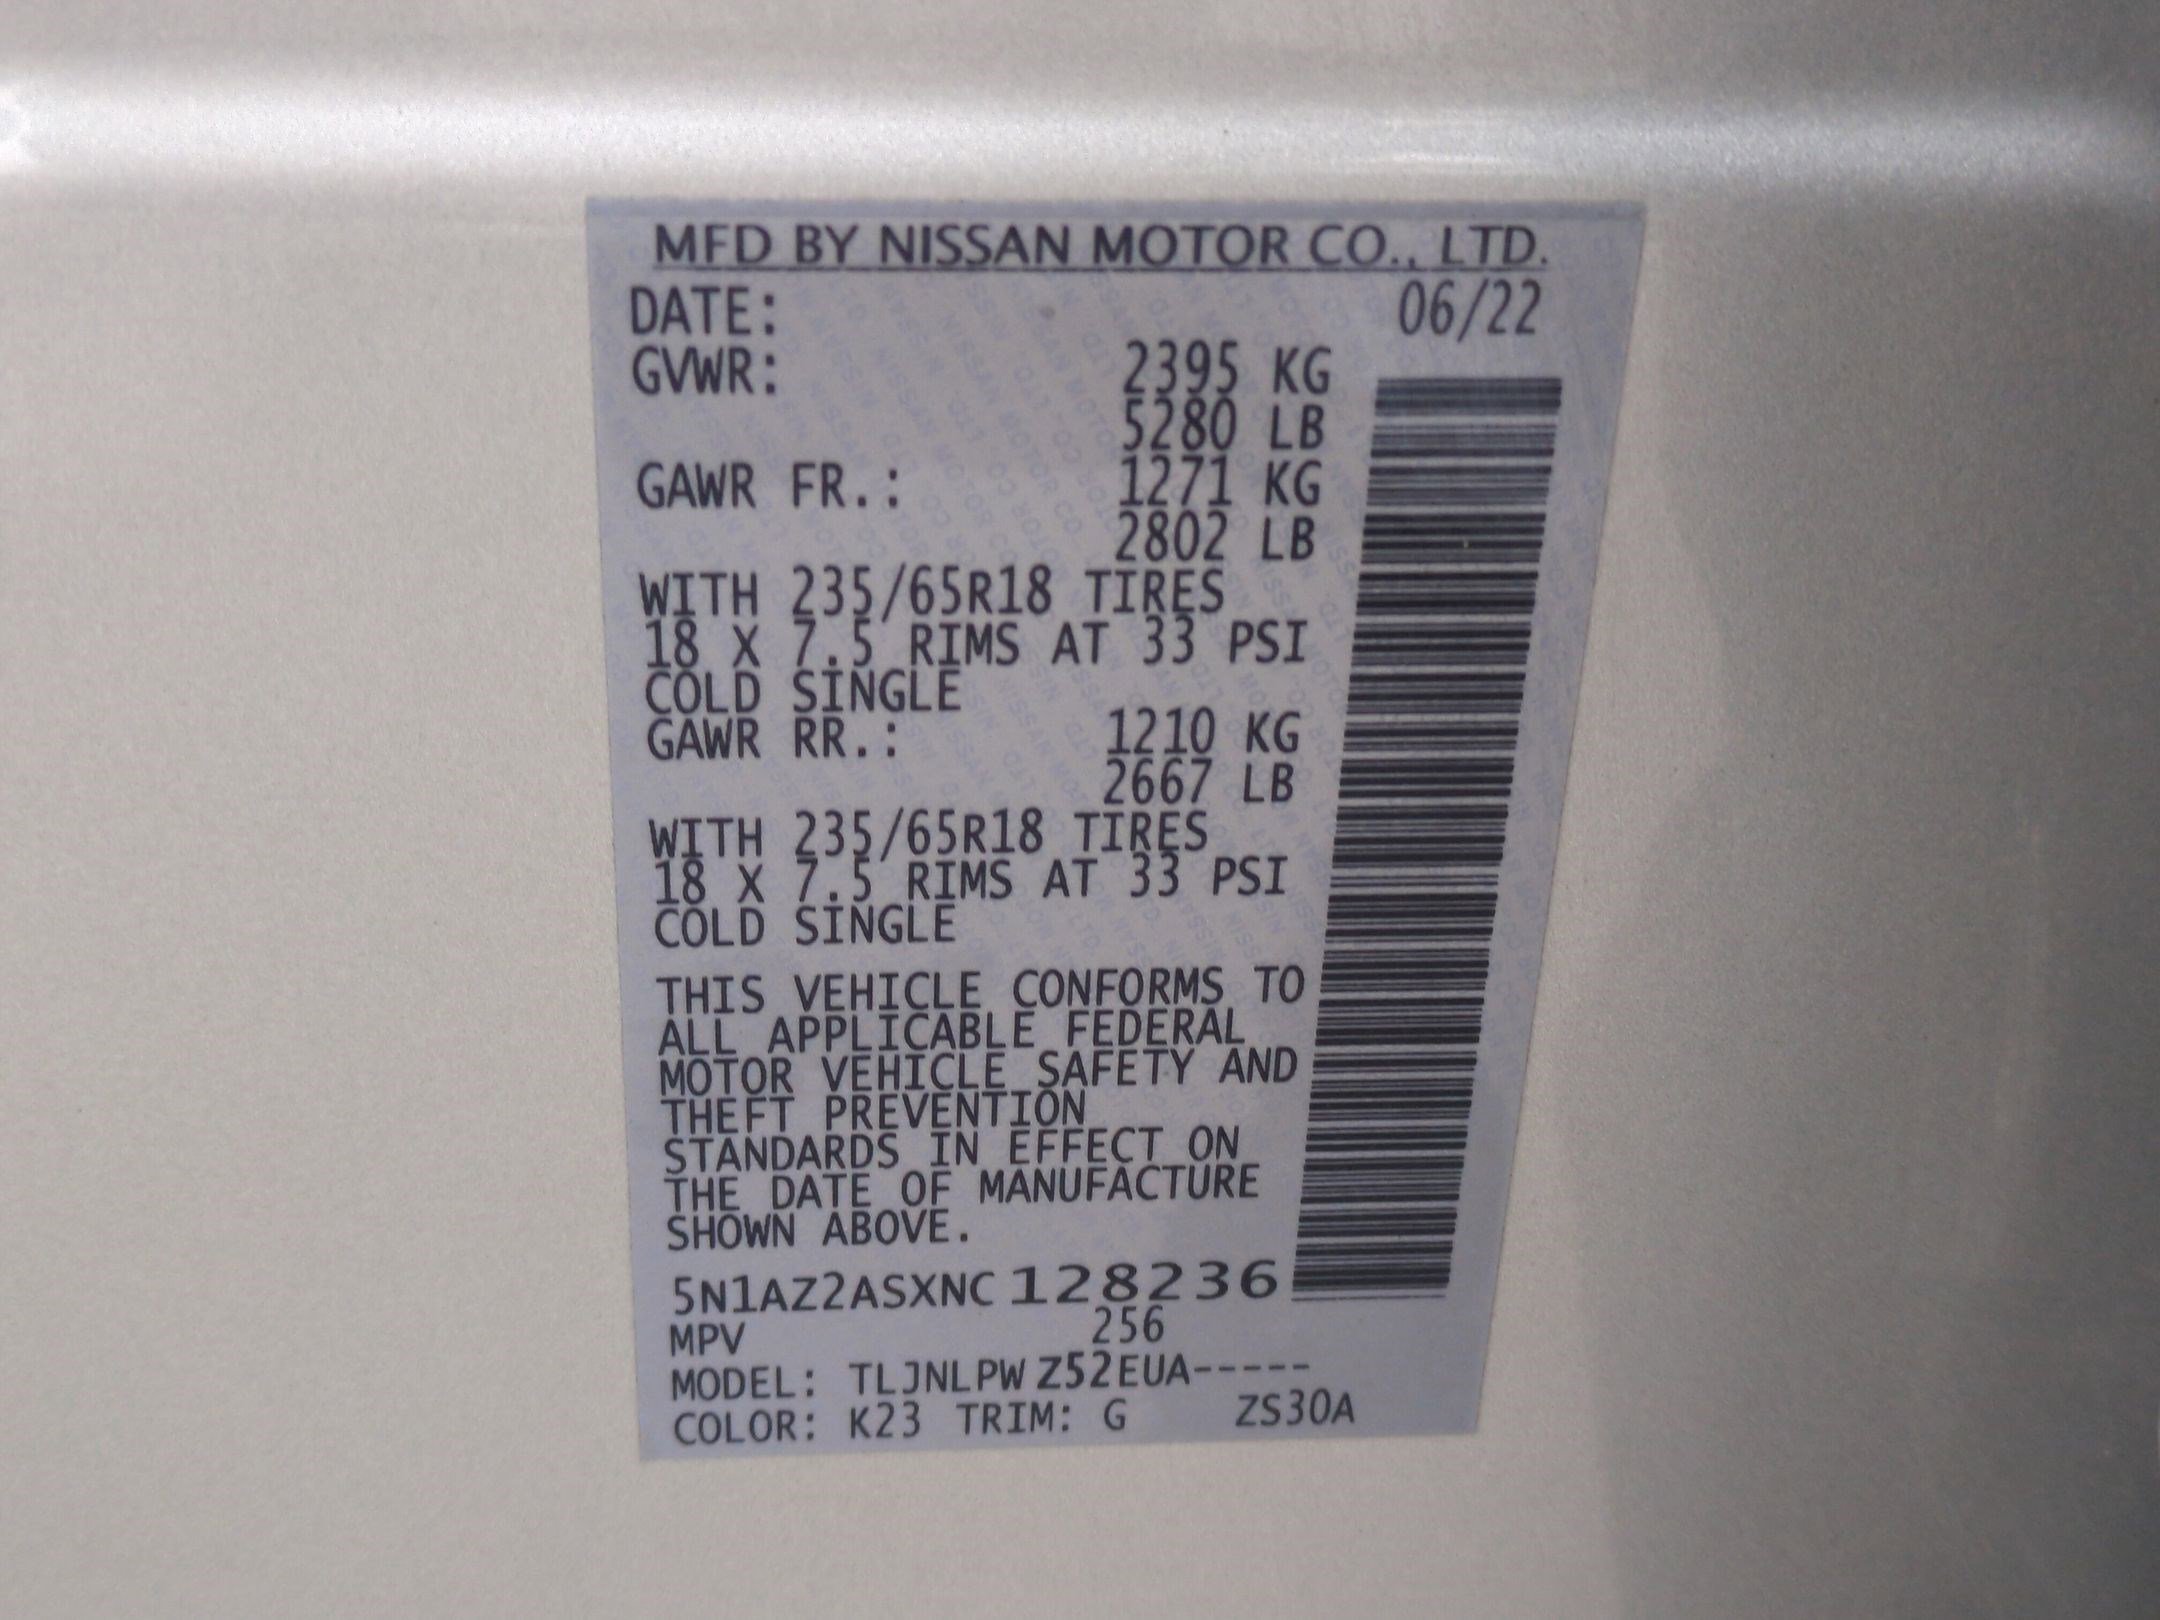 MFD BY NISSAN MOTOR CO., LTD.
DATE: 06/22
GVWR: 2395 KG
5280 LB
GAWR FR.: 1271 KG
2802 LB
WITH 235/65R18 TIRES
18 X 7.5 RIMS AT 33 PSI
COLD SINGLE
GAWR RR.: 1210 KG
2667 LB
WITH 235/65R18 TIRES
18 X 7.5 RIMS AT 33 PSI
COLD SINGLE
THIS VEHICLE CONFORMS TO
ALL APPLICABLE FEDERAL
MOTOR VEHICLE SAFETY AND
THEFT PREVENTION
STANDARDS IN EFFECT ON
THE DATE OF MANUFACTURE
SHOWN ABOVE.
5N1AZ2ASXNC128236
MPV 256
MODEL: TLJNLPW Z52EUA-----
COLOR: K23 TRIM: G ZS30A